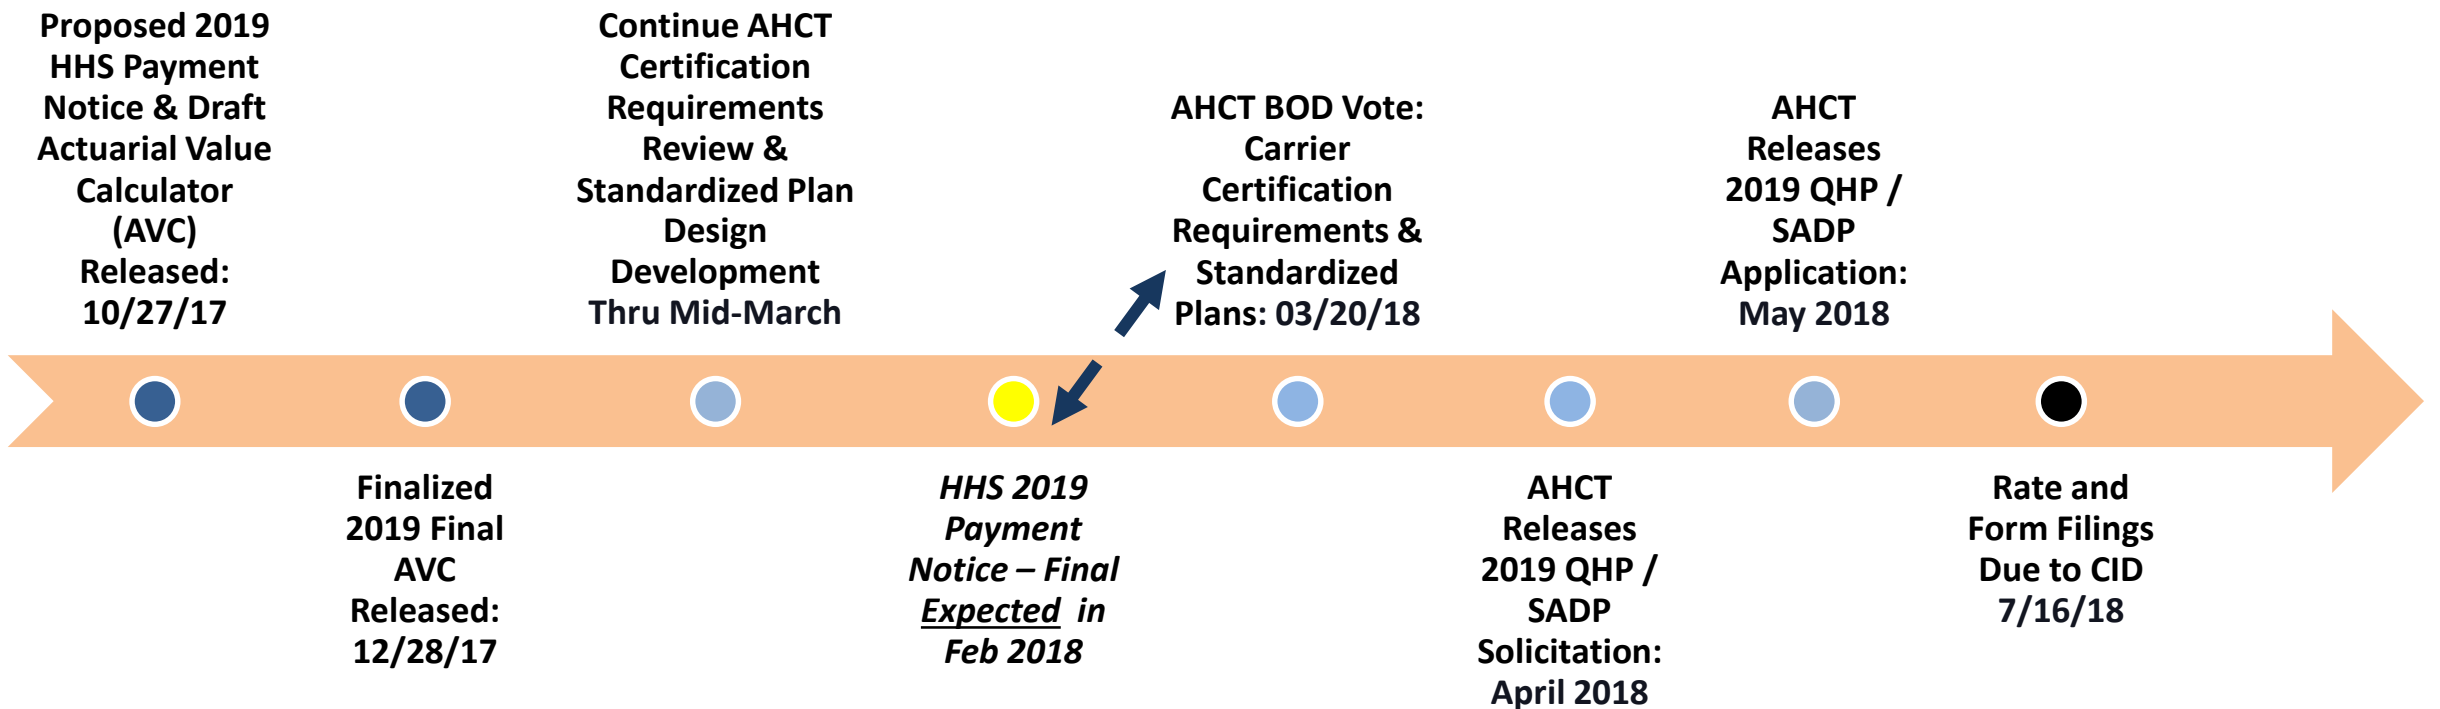 Proposed 2019
HHS Payment
Notice & Draft
Actuarial Value
Calculator
(AVC)
Released:
10/27/17
Finalized
2019 Final
AVC
Released:
12/28/17
Continue AHCT
Certification
Requirements
Review &
Standardized Plan
Design
Development
Thru Mid-March
HHS 2019
Payment
Notice – Final
Expected in
Feb 2018
AHCT BOD Vote:
Carrier
Certification
Requirements &
Standardized
Plans: 03/20/18
AHCT
Releases
2019 QHP /
SADP
Solicitation:
April 2018
AHCT
Releases
2019 QHP /
SADP
Application:
May 2018
Rate and
Form Filings
Due to CID
7/16/18